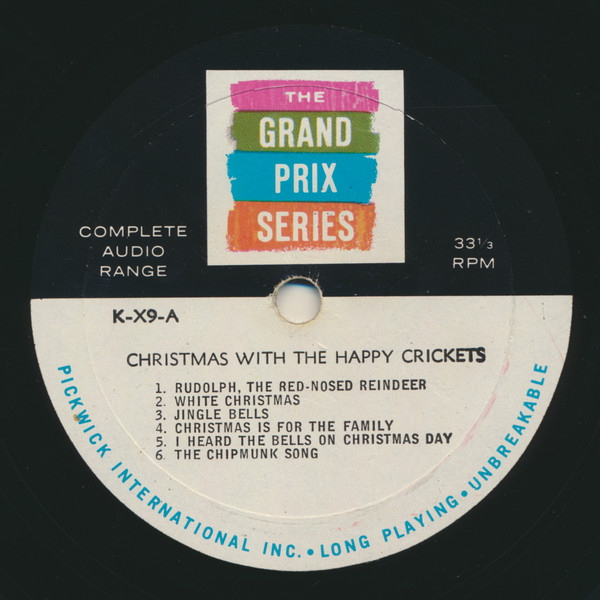 THE
GRAND
PRIX
SERIES
COMPLETE
AUDIO
RANGE
33⅓
RPM
K-X9-A
CHRISTMAS WITH THE HAPPY CRICKETS
1. RUDOLPH, THE RED-NOSED REINDEER
2. WHITE CHRISTMAS
3. JINGLE BELLS
4. CHRISTMAS IS FOR THE FAMILY
5. I HEARD THE BELLS ON CHRISTMAS DAY
6. THE CHIPMUNK SONG
PICKWICK INTERNATIONAL INC. • LONG PLAYING • UNBREAKABLE